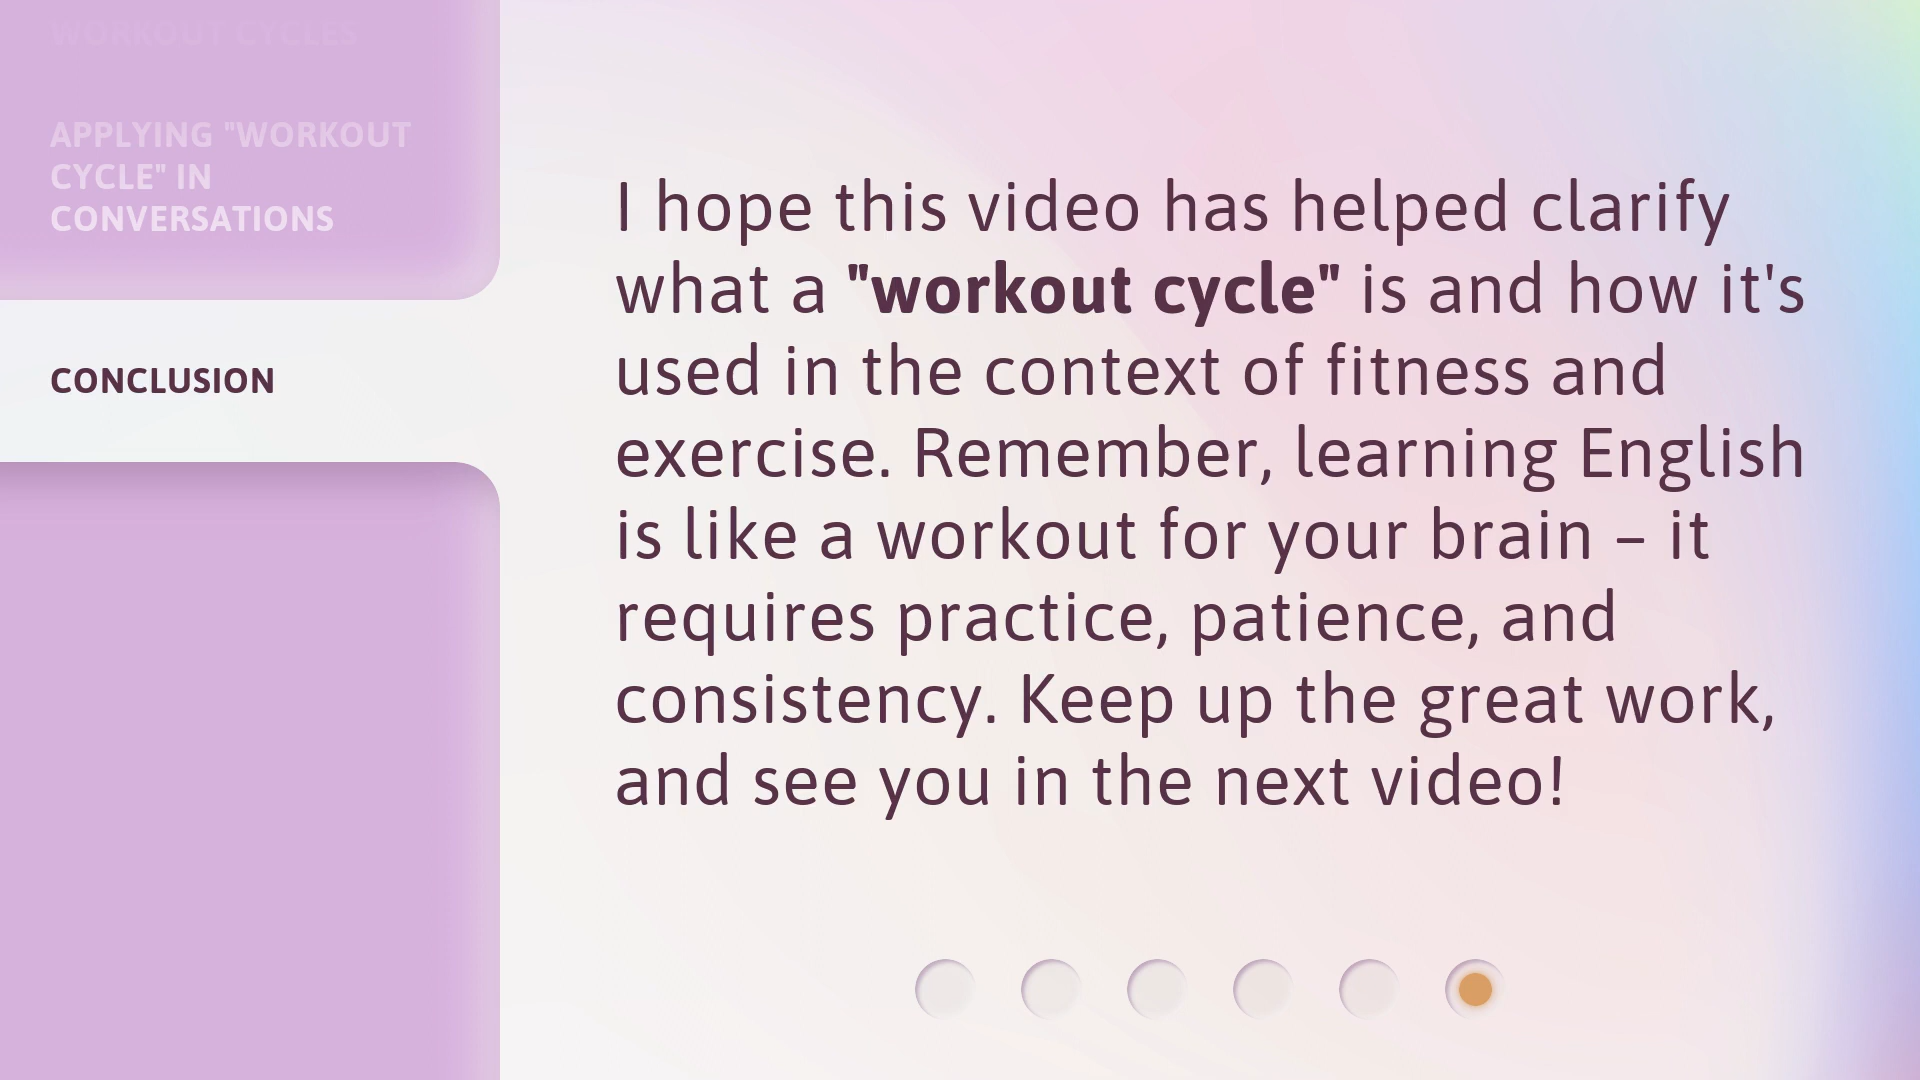 WORKOUT CYCLES
APPLYING "WORKOUT
CYCLE" IN
CONVERSATIONS
CONCLUSION
I hope this video has helped clarify
what a "workout cycle" is and how it's
used in the context of fitness and
exercise. Remember, learning English
is like a workout for your brain – it
requires practice, patience, and
consistency. Keep up the great work,
and see you in the next video!